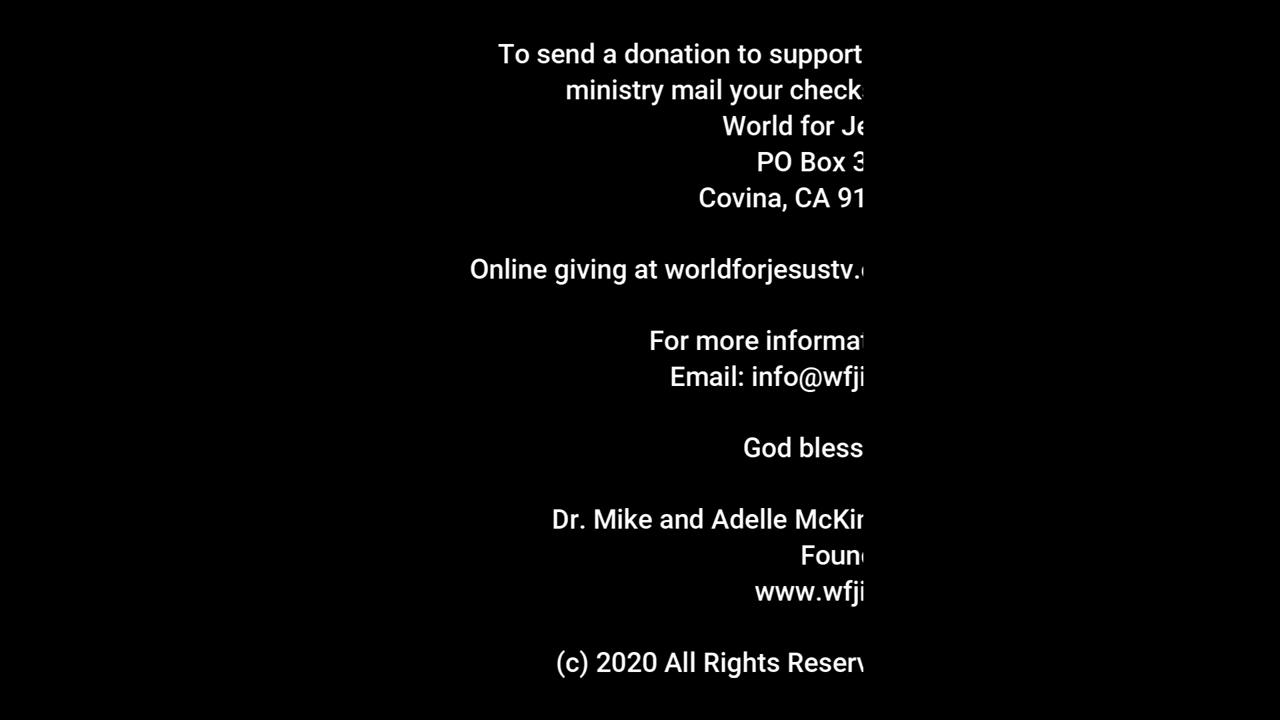 To send a donation to support
ministry mail your check
World for
PO Box
Covina, CA
Online giving at
For more
Email:
God bless
Dr. Mike and Adelle
(c) 2020 All Rights